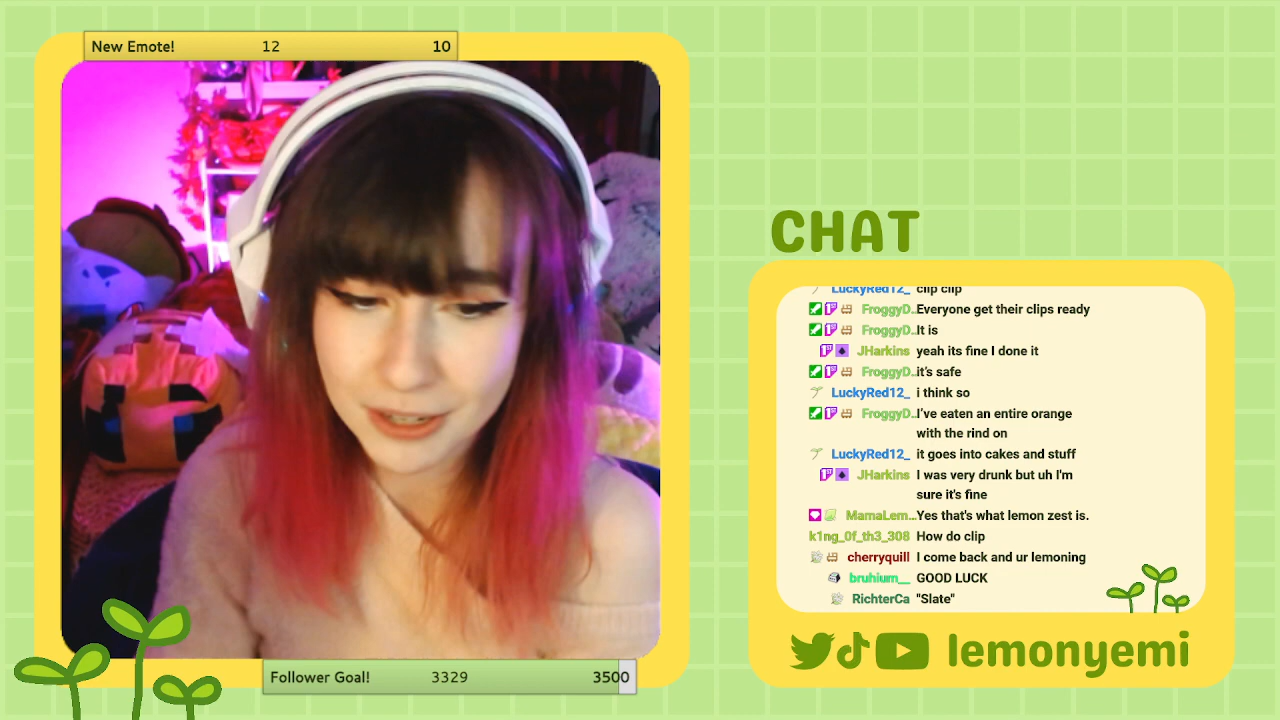 New Emote! 12 10
CHAT
LuckyRed12_ clip clip
FroggyD.. Everyone get their clips ready
FroggyD.. It is
JHarkins yeah its fine I done it
FroggyD.. it's safe
LuckyRed12_ i think so
FroggyD.. I've eaten an entire orange
with the rind on
LuckyRed12_ it goes into cakes and stuff
JHarkins I was very drunk but uh I'm
sure it's fine
MamaLem... Yes that's what lemon zest is.
k1ng_0f_th3_308 How do clip
cherryquill I come back and ur lemoning
bruhium__ GOOD LUCK
RichterCa "Slate"
lemonyemi
Follower Goal! 3329 3500